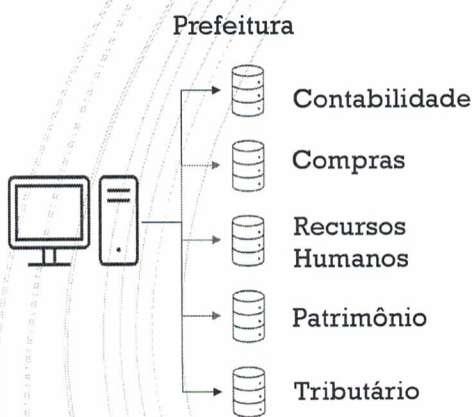 Prefeitura
Contabilidade
Compras
Recursos
Humanos
Patrimônio
Tributário